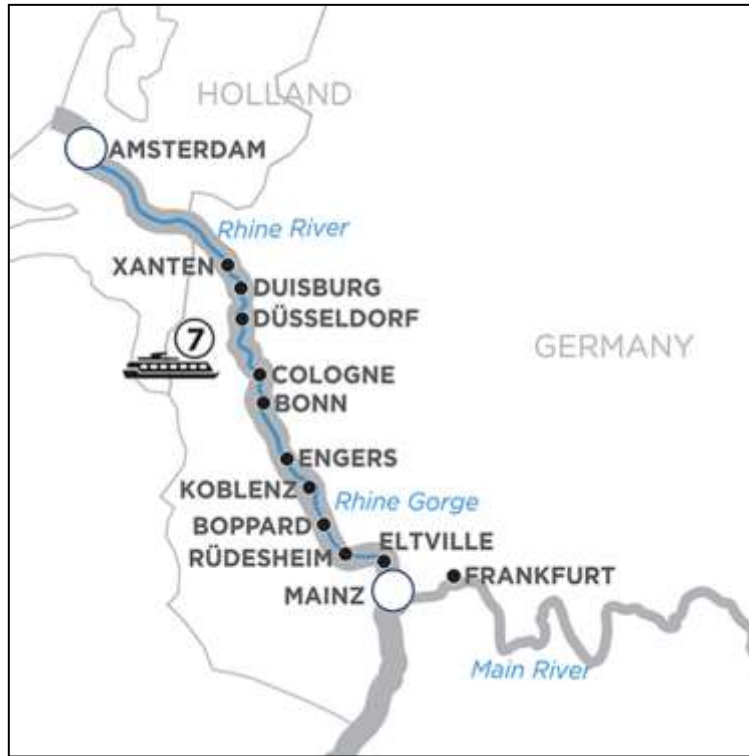 HOLLAND
AMSTERDAM
Rhine River
XANTEN
DUISBURG
DÜSSELDORF
7
GERMANY
COLOGNE
BONN
ENGERS
KOBLENZ
Rhine Gorge
BOPPARD
ELTVILLE
RÜDESHEIM
FRANKFURT
MAINZ
Main River